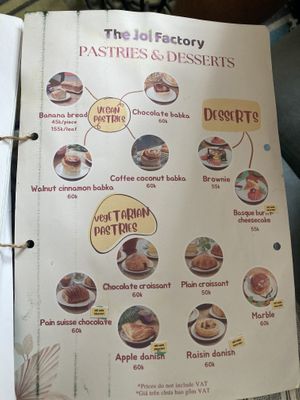 The Joi Factory
PASTRIES & DESSERTS
Banana bread
45k/piece
155k/loaf
VEGAN
PASTRIES
Chocolate babka
60k
DESSERTS
Walnut cinnamon babka
60k
Coffee coconut babka
60k
Brownie
55k
Basque burnt
cheesecake
55k
VEGETARIAN
PASTRIES
Chocolate croissant
60k
Plain croissant
50k
Pain suisse chocolate
60k
Marble
60k
Apple danish
60k
Raisin danish
60k
*Prices do not include VAT
*Giá trên chưa bao gồm VAT